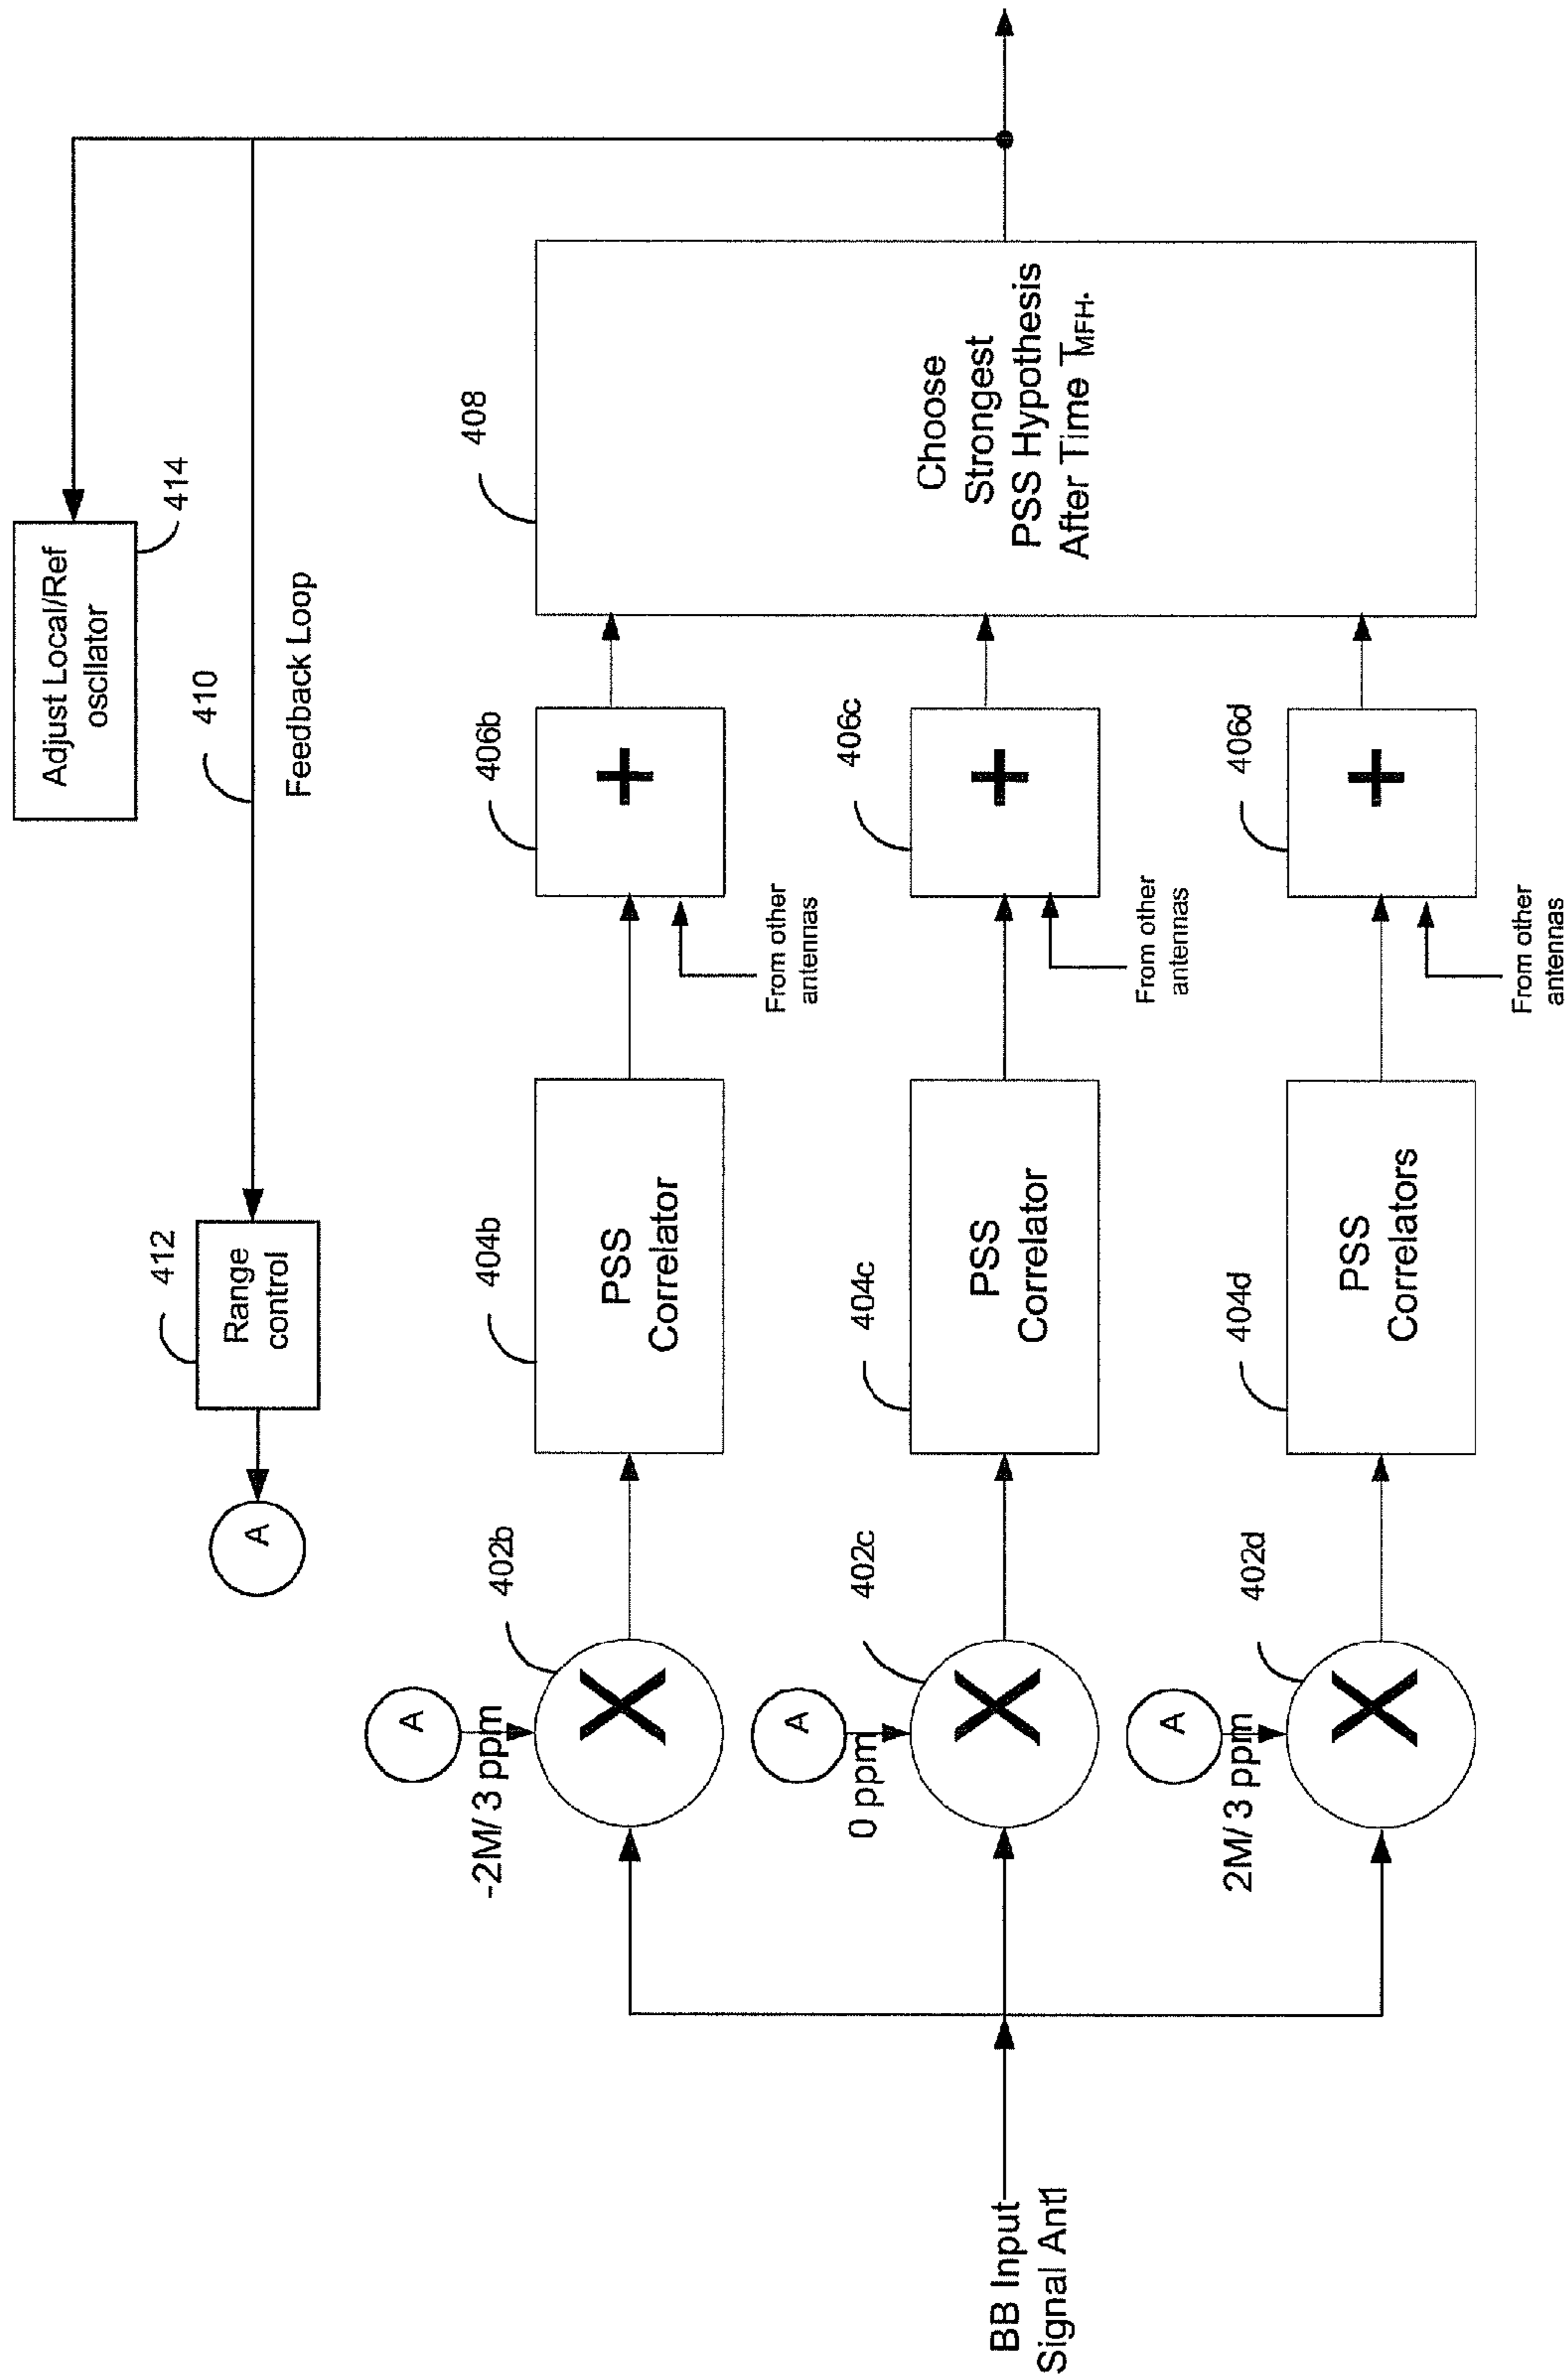 Adjust Local/Ref
oscllator
414
410
Feedback Loop
412
Range
control
A
A
-2M/ 3 ppm
402b
404b
PSS
Correlator
406b
+
From other
antennas
408
Choose
Strongest
PSS Hypothesis
After Time TMFH.
BB Input
Signal Ant1
A
0 ppm
402c
404c
PSS
Correlator
406c
+
From other
antennas
A
2M/ 3 ppm
402d
404d
PSS
Correlators
406d
+
From other
antennas
X
X
X